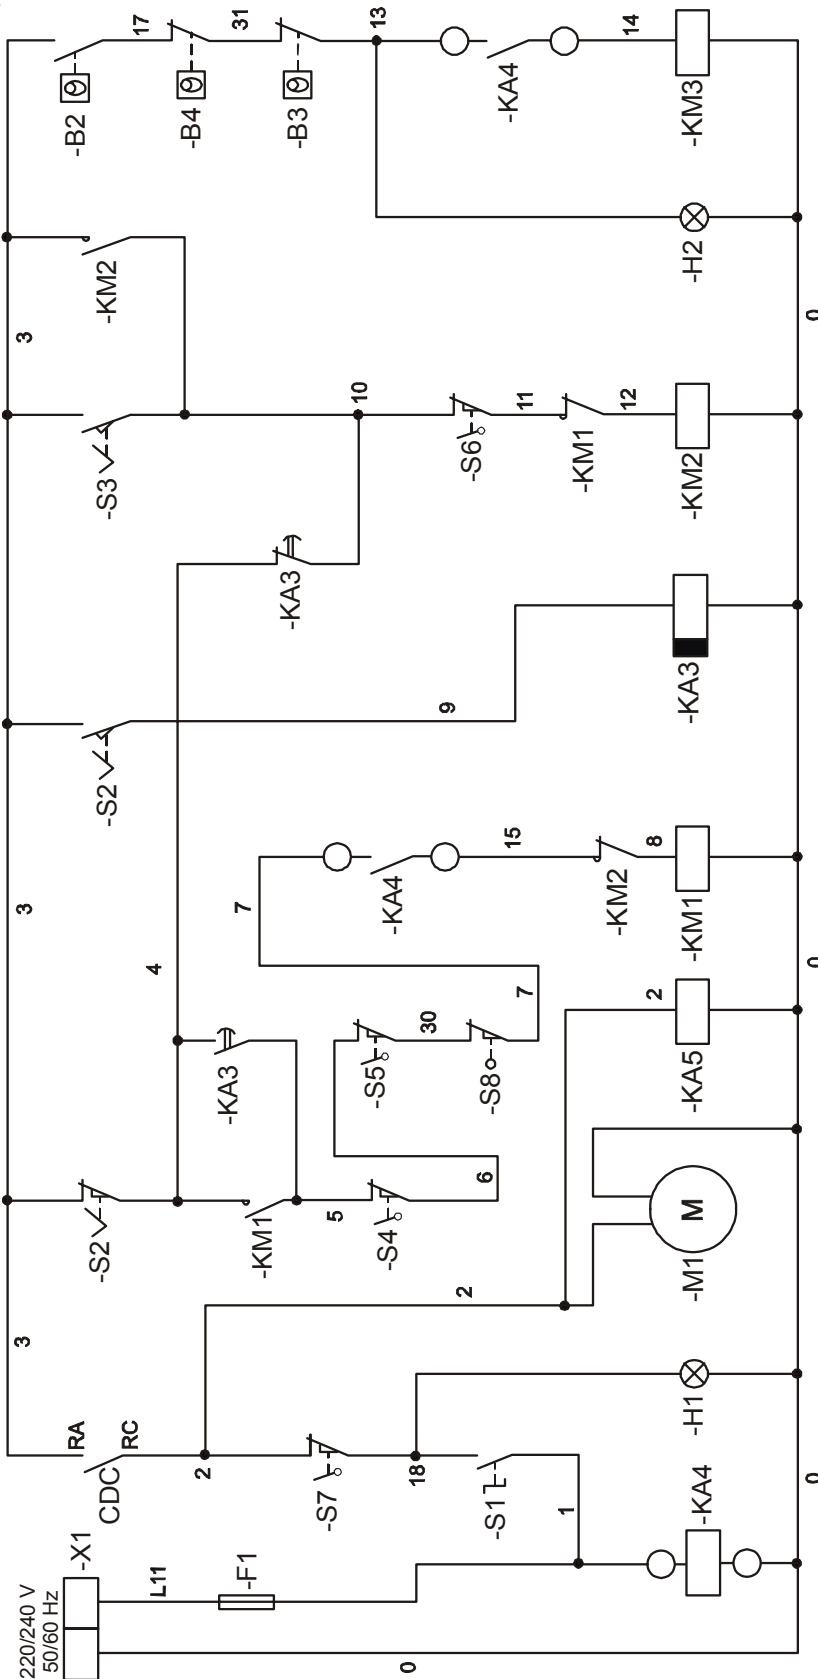 17
31
13
14
-KA4
-B2
-B4
-B3
-KM3
-H2
-KM2
3
0
10
11
12
-S3
-S6
-KM1
-KM2
-KA3
-KA3
9
-S2
15
8
-KA4
-KM2
-KM1
3
7
4
0
30
7
2
-KA3
-S5
-S8
-KA5
6
5
M
-S2
-KM1
-S4
-M1
2
3
RA
RC
CDC
2
18
-S7
-S1
1
-H1
-KA4
0
220/240 V
50/60 Hz
-X1
L11
-F1
0